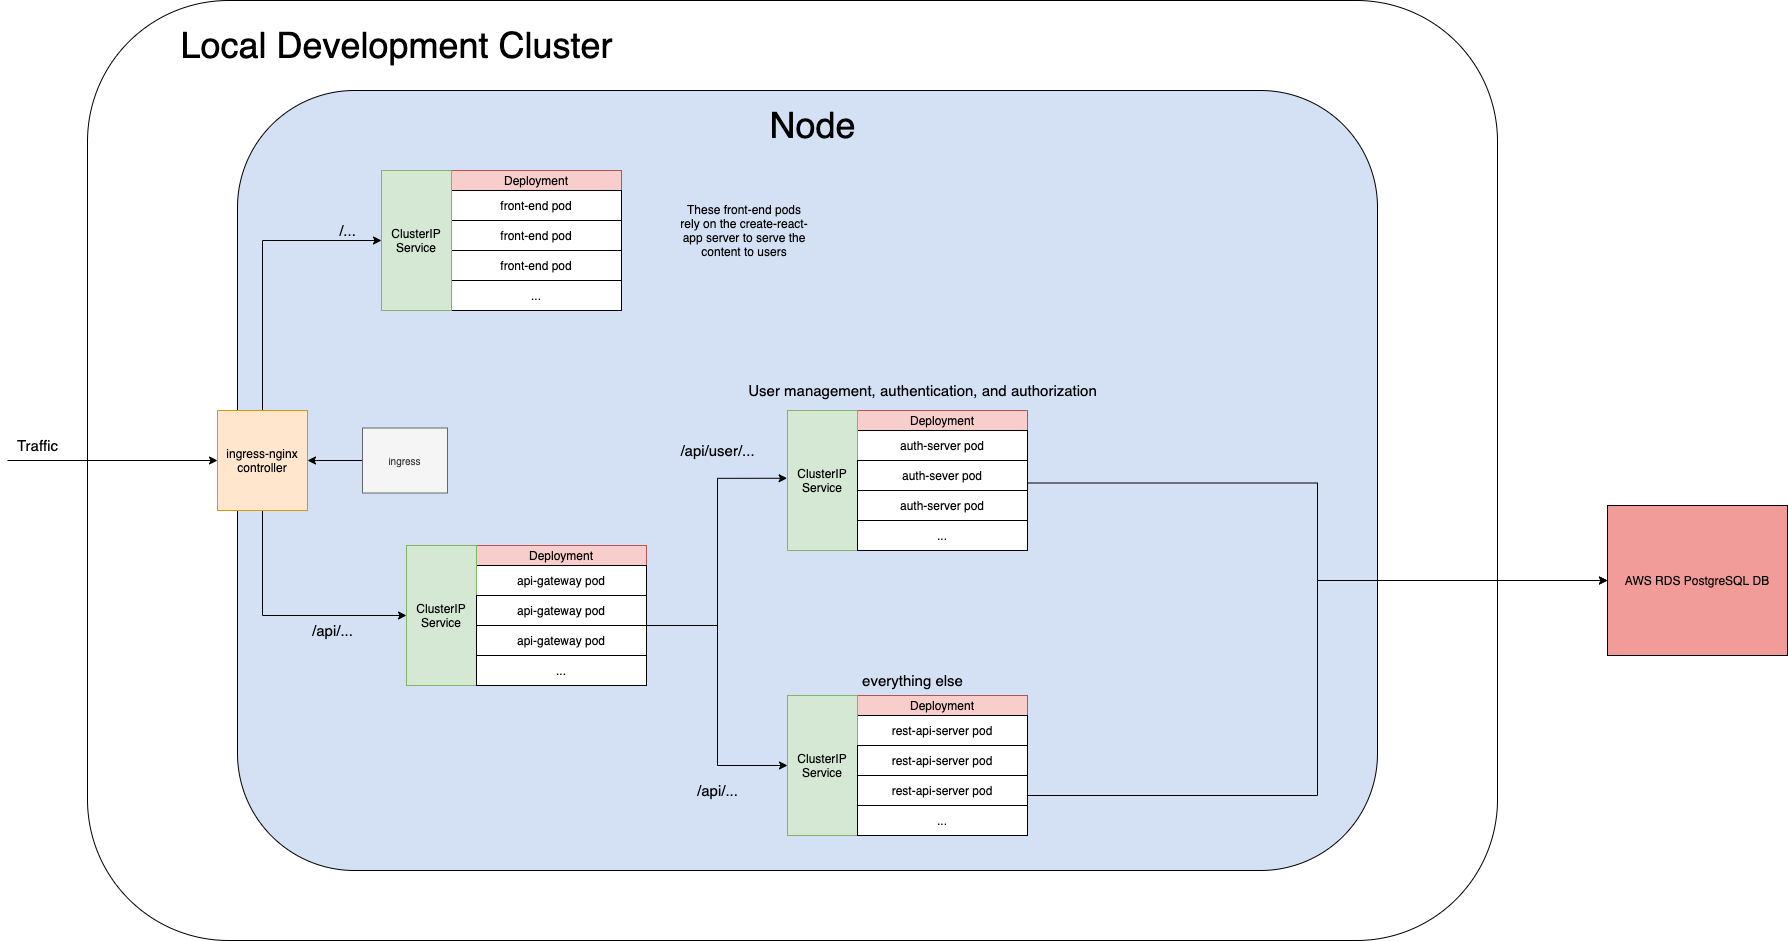 Local Development Cluster
Node
Deployment
front-end pod
front-end pod
front-end pod
...
ClusterIP
Service
/...
These front-end pods
rely on the create-react-
app server to serve the
content to users
Traffic
ingress-nginx
controller
ingress
User management, authentication, and authorization
/api/user/...
ClusterIP
Service
Deployment
auth-server pod
auth-sever pod
auth-server pod
...
/api/...
ClusterIP
Service
Deployment
api-gateway pod
api-gateway pod
api-gateway pod
...
AWS RDS PostgreSQL DB
everything else
/api/...
ClusterIP
Service
Deployment
rest-api-server pod
rest-api-server pod
rest-api-server pod
...